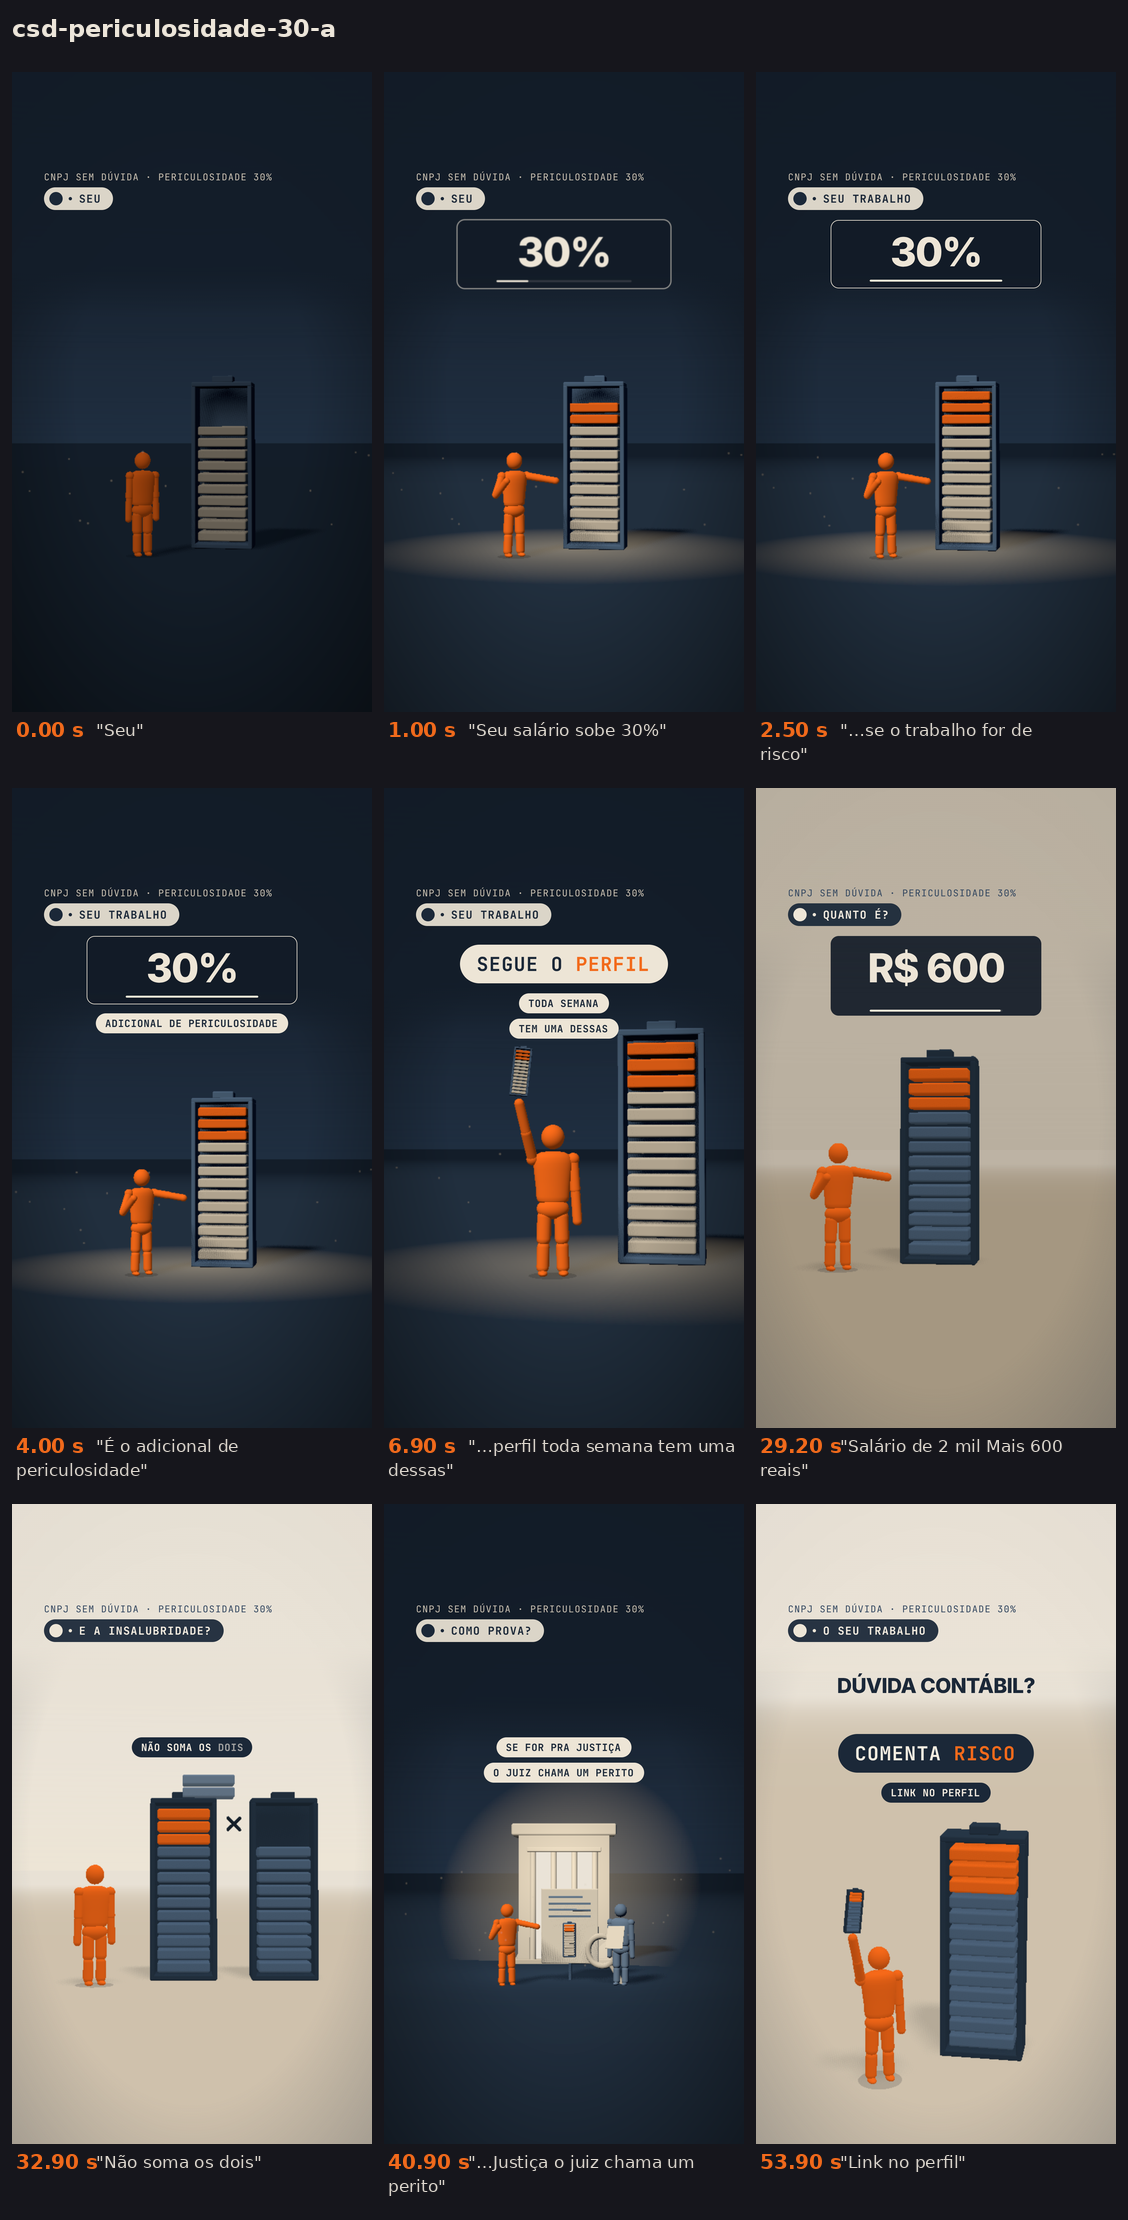 csd-periculosidade-30-a
CNPJ SEM DÚVIDA · PERICULOSIDADE 30%
• SEU
0.00 s "Seu"
CNPJ SEM DÚVIDA · PERICULOSIDADE 30%
• SEU
30%
1.00 s "Seu salário sobe 30%"
CNPJ SEM DÚVIDA · PERICULOSIDADE 30%
• SEU TRABALHO
30%
2.50 s "...se o trabalho for de
risco"
CNPJ SEM DÚVIDA · PERICULOSIDADE 30%
• SEU TRABALHO
30%
ADICIONAL DE PERICULOSIDADE
4.00 s "É o adicional de
periculosidade"
CNPJ SEM DÚVIDA · PERICULOSIDADE 30%
• SEU TRABALHO
SEGUE O PERFIL
TODA SEMANA
TEM UMA DESSAS
6.90 s "...perfil toda semana tem uma
dessas"
CNPJ SEM DÚVIDA · PERICULOSIDADE 30%
• QUANTO É?
R$ 600
29.20 s "Salário de 2 mil Mais 600
reais"
CNPJ SEM DÚVIDA · PERICULOSIDADE 30%
• E A INSALUBRIDADE?
NÃO SOMA OS DOIS
32.90 s "Não soma os dois"
CNPJ SEM DÚVIDA · PERICULOSIDADE 30%
• COMO PROVA?
SE FOR PRA JUSTIÇA
O JUIZ CHAMA UM PERITO
40.90 s "...Justiça o juiz chama um
perito"
CNPJ SEM DÚVIDA · PERICULOSIDADE 30%
• O SEU TRABALHO
DÚVIDA CONTÁBIL?
COMENTA RISCO
LINK NO PERFIL
53.90 s "Link no perfil"